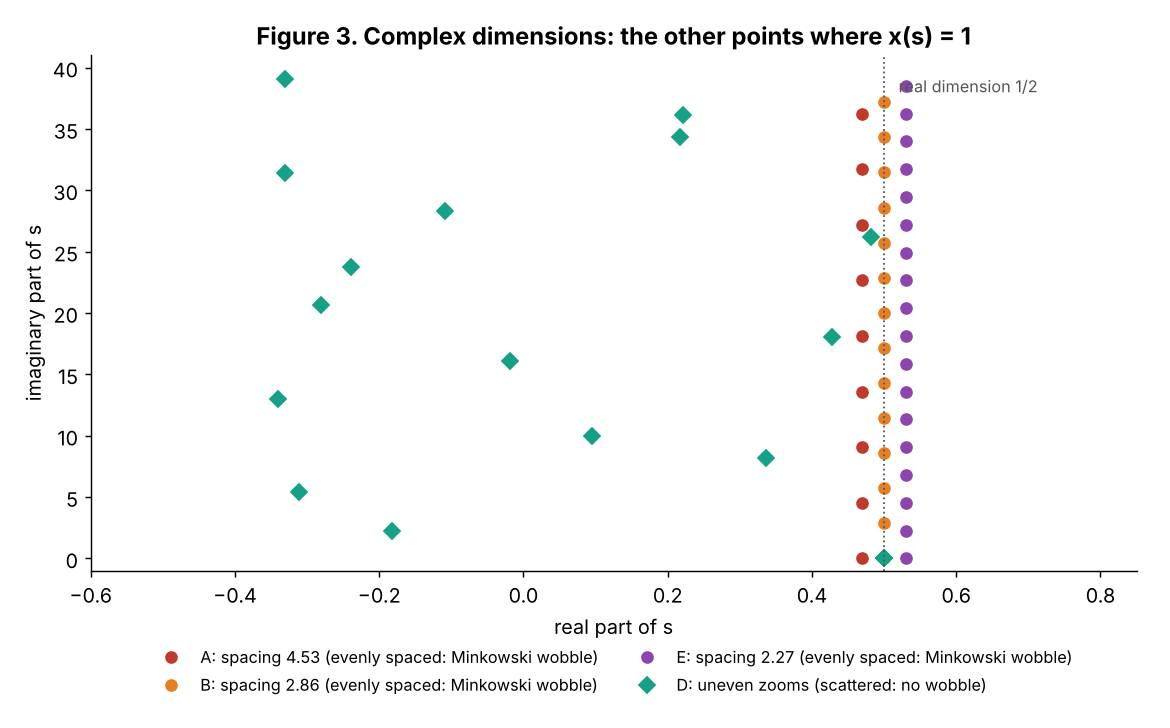 Figure 3. Complex dimensions: the other points where x(s) = 1
40
35
30
25
20
15
10
5
0
imaginary part of s
real dimension 1/2
−0.6 −0.4 −0.2 0.0 0.2 0.4 0.6 0.8
real part of s
A: spacing 4.53 (evenly spaced: Minkowski wobble)
B: spacing 2.86 (evenly spaced: Minkowski wobble)
E: spacing 2.27 (evenly spaced: Minkowski wobble)
D: uneven zooms (scattered: no wobble)